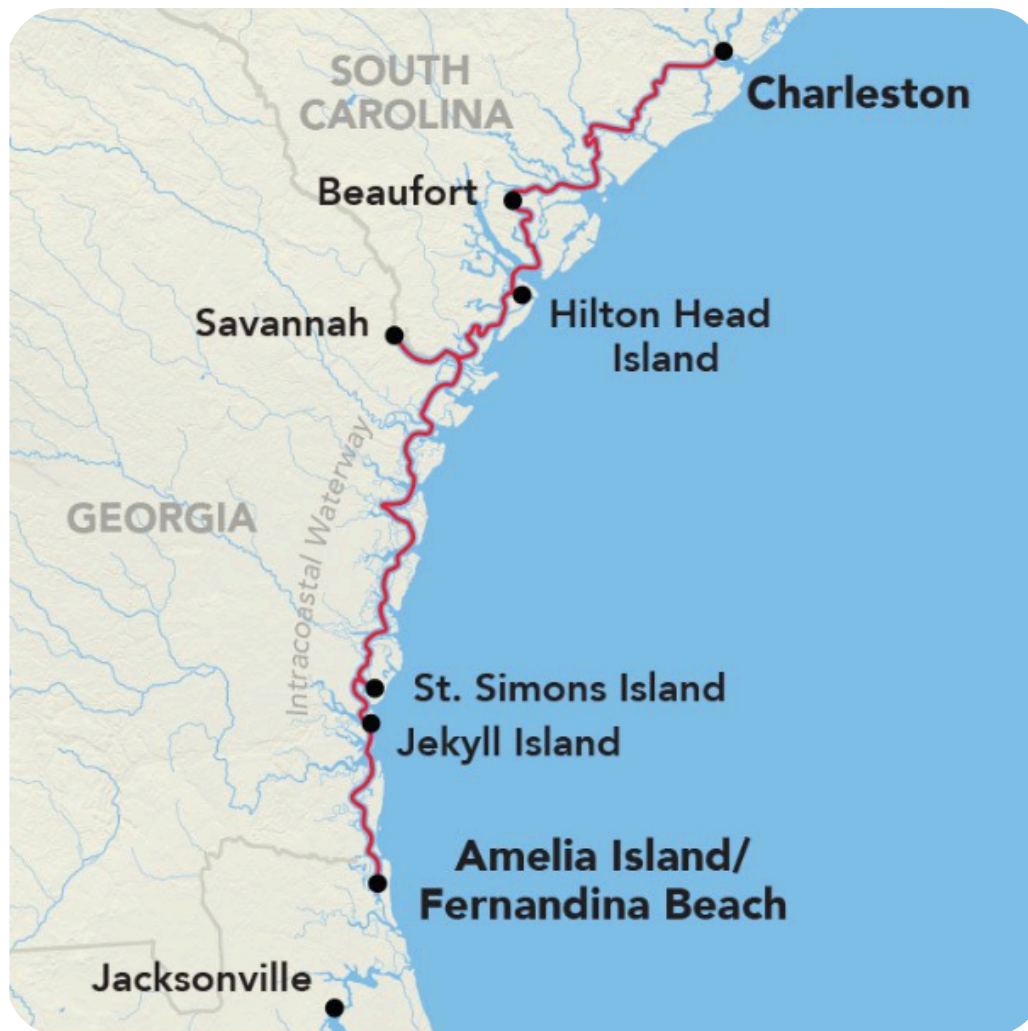 SOUTH
CAROLINA
Charleston
Beaufort
Hilton Head
Island
Savannah
Intracoastal Waterway
GEORGIA
St. Simons Island
Jekyll Island
Amelia Island/
Fernandina Beach
Jacksonville